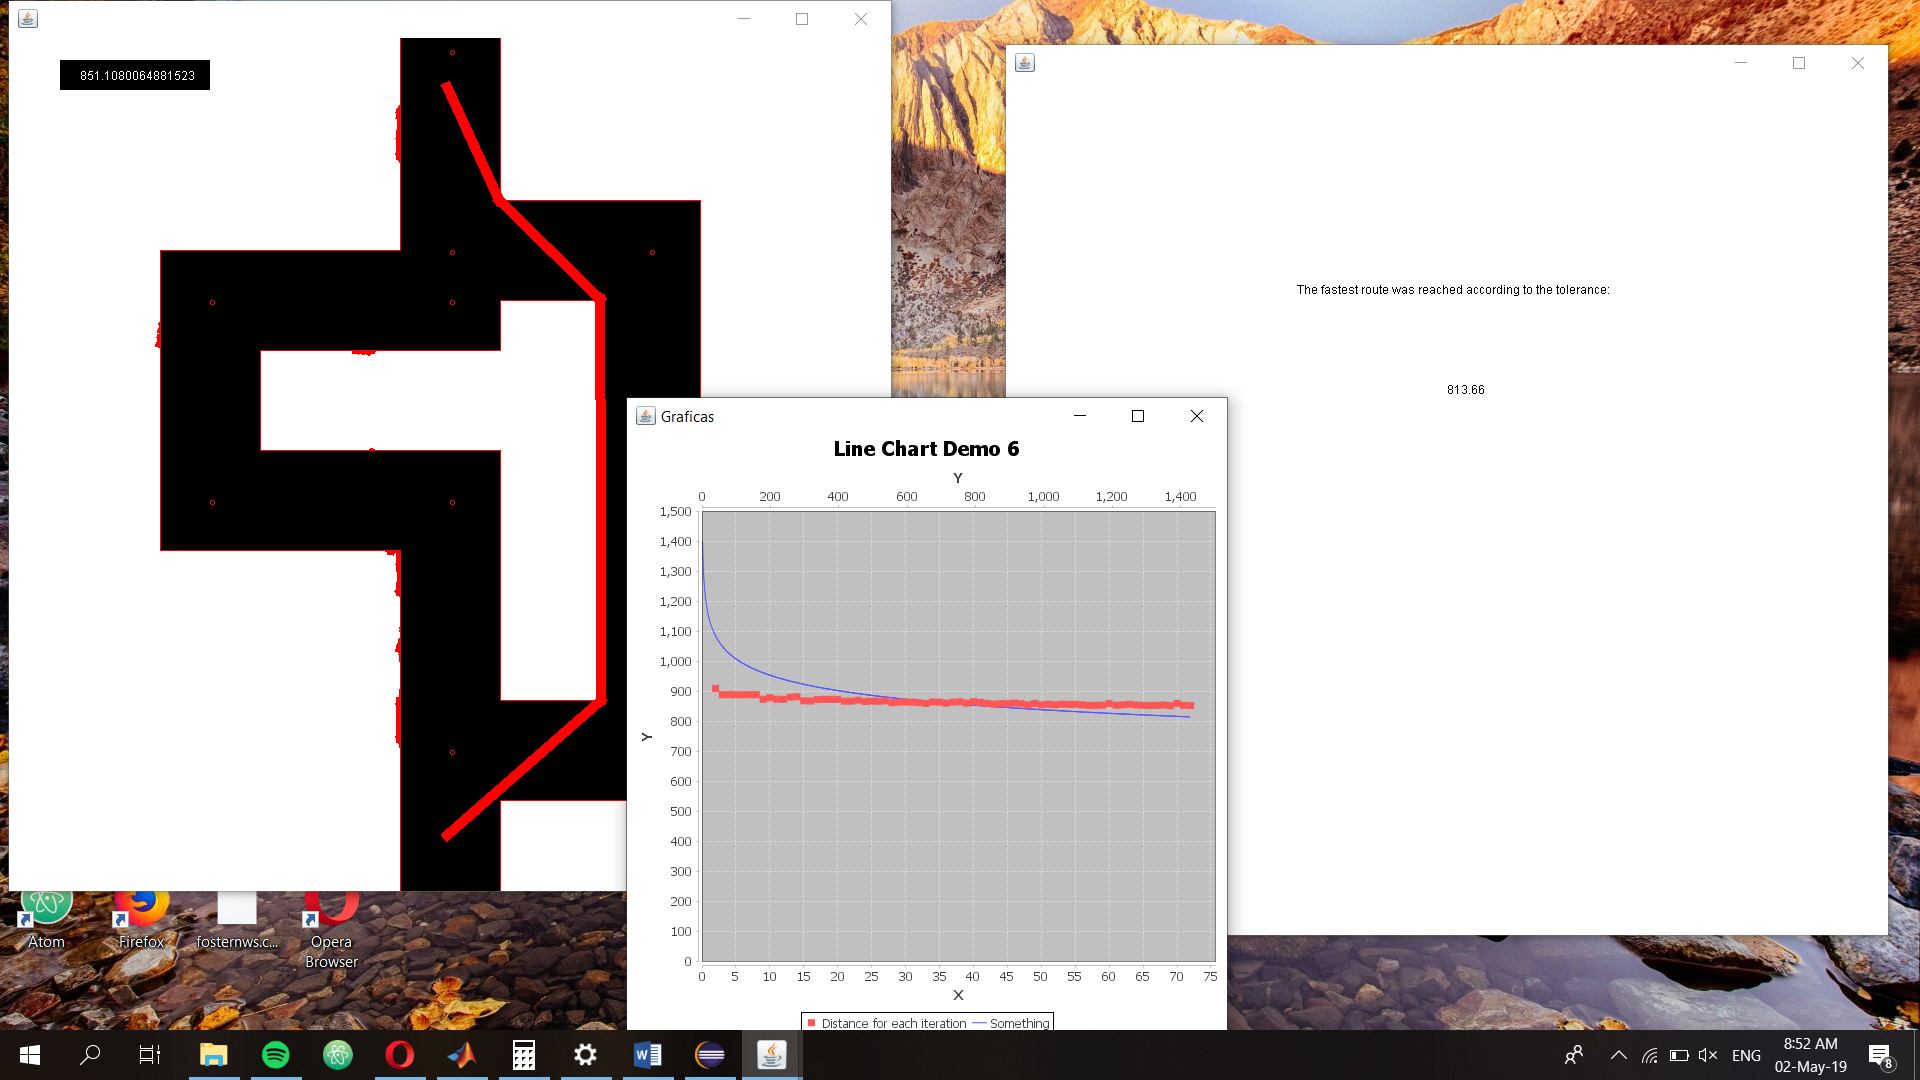 851.1080064881523
The fastest route was reached according to the tolerance:
813.66
Graficas
Line Chart Demo 6
Y
0 200 400 600 800 1,000 1,200 1,400
1,500
1,400
1,300
1,200
1,100
1,000
900
800
700
600
500
400
300
200
100
0
Y
0 5 10 15 20 25 30 35 40 45 50 55 60 65 70 75
X
Distance for each iteration Something
Atom Firefox fosternws.c... Opera
Browser
ENG
8:52 AM
02-May-19
8